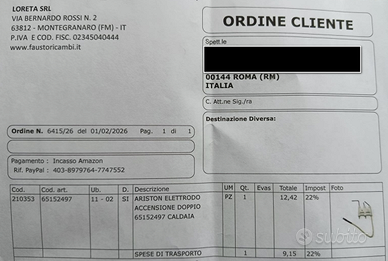 LORETA SRL
VIA BERNARDO ROSSI N. 2
63812 - MONTEGRANARO (FM) - IT
P.IVA E COD. FISC. 02345040444
www.faustoricambi.it
ORDINE CLIENTE
Spett.le
00144 ROMA (RM)
ITALIA
C. Att.ne Sig./ra
Destinazione Diversa:
Ordine N. 6415/26 del 01/02/2026 Pag. 1 di 1
Pagamento : Incasso Amazon
Rif. PayPal : 403-8979764-7747552
Cod. Cod. art. Ub. D. Descrizione UM Qt. Evas Totale Impost Foto
210353 65152497 11 - 02 SI ARISTON ELETTRODO PZ 1 12,42 22%
ACCENSIONE DOPPIO
65152497 CALDAIA
SPESE DI TRASPORTO 1 9,15 22%
subito